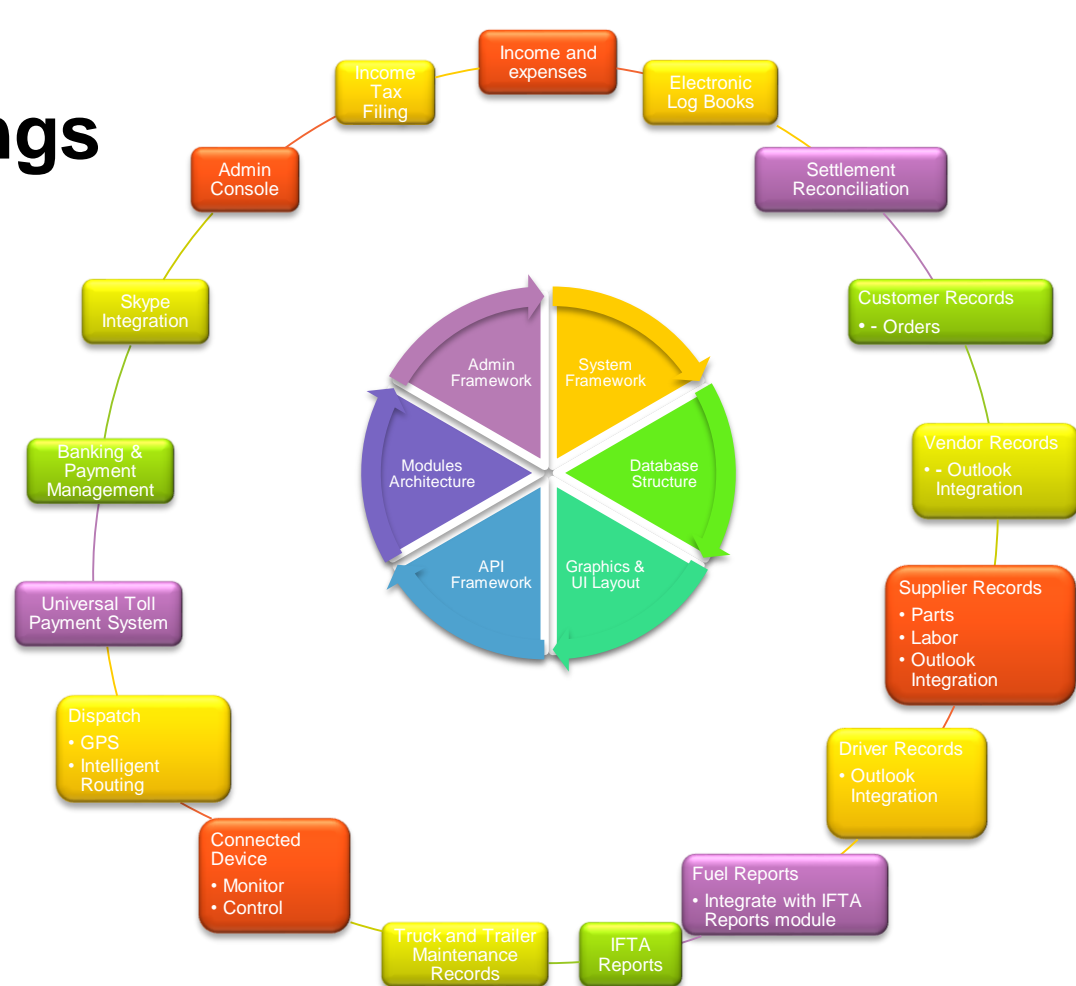 ngs
Income and
expenses
Electronic
Log Books
Settlement
Reconciliation
Customer Records
• - Orders
Vendor Records
• - Outlook
Integration
Supplier Records
• Parts
• Labor
• Outlook
Integration
Driver Records
• Outlook
Integration
Fuel Reports
• Integrate with IFTA
Reports module
IFTA
Reports
Truck and Trailer
Maintenance
Records
Connected
Device
• Monitor
• Control
Dispatch
• GPS
• Intelligent
Routing
Universal Toll
Payment System
Banking &
Payment
Management
Skype
Integration
Admin
Console
Income
Tax
Filing
System
Framework
Database
Structure
Graphics &
UI Layout
API
Framework
Modules
Architecture
Admin
Framework